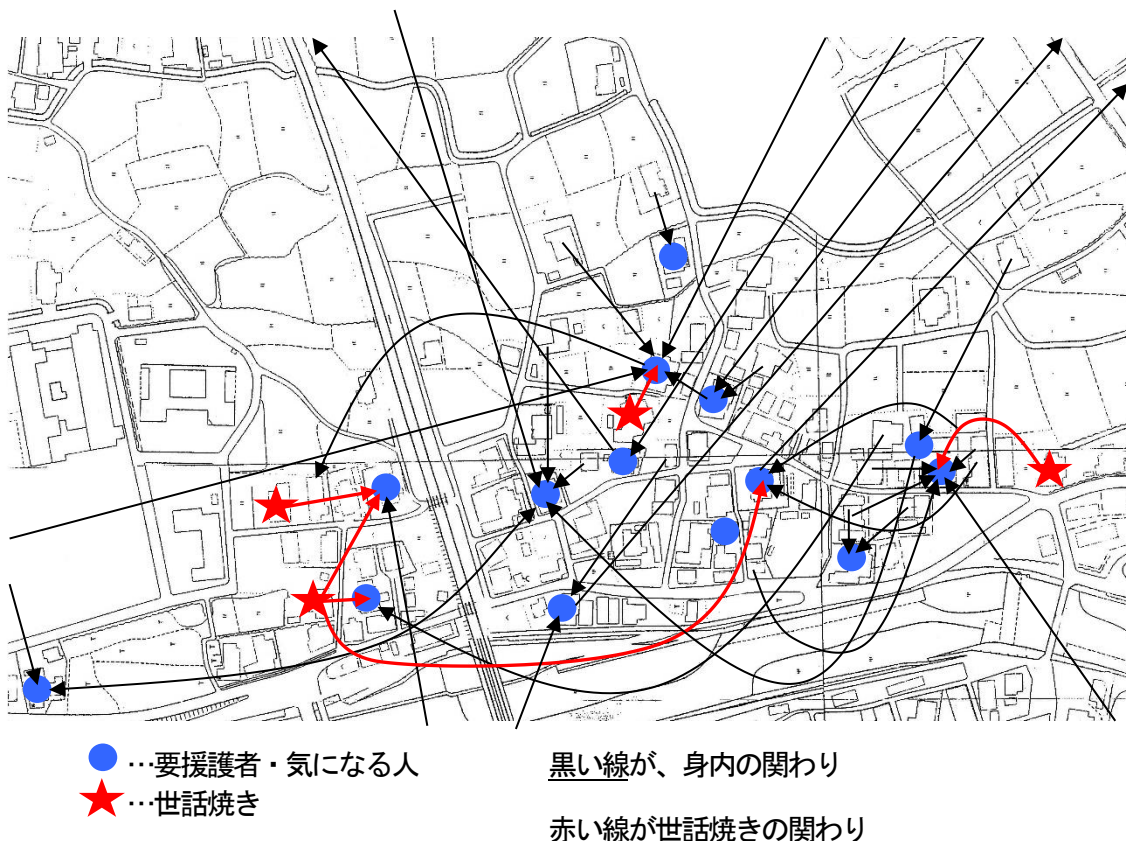 …要援護者・気になる人
…世話焼き
黒い線が、身内の関わり
赤い線が世話焼きの関わり